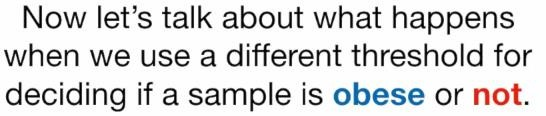 Now let’s talk about what happens
when we use a different threshold for
deciding if a sample is obese or not.